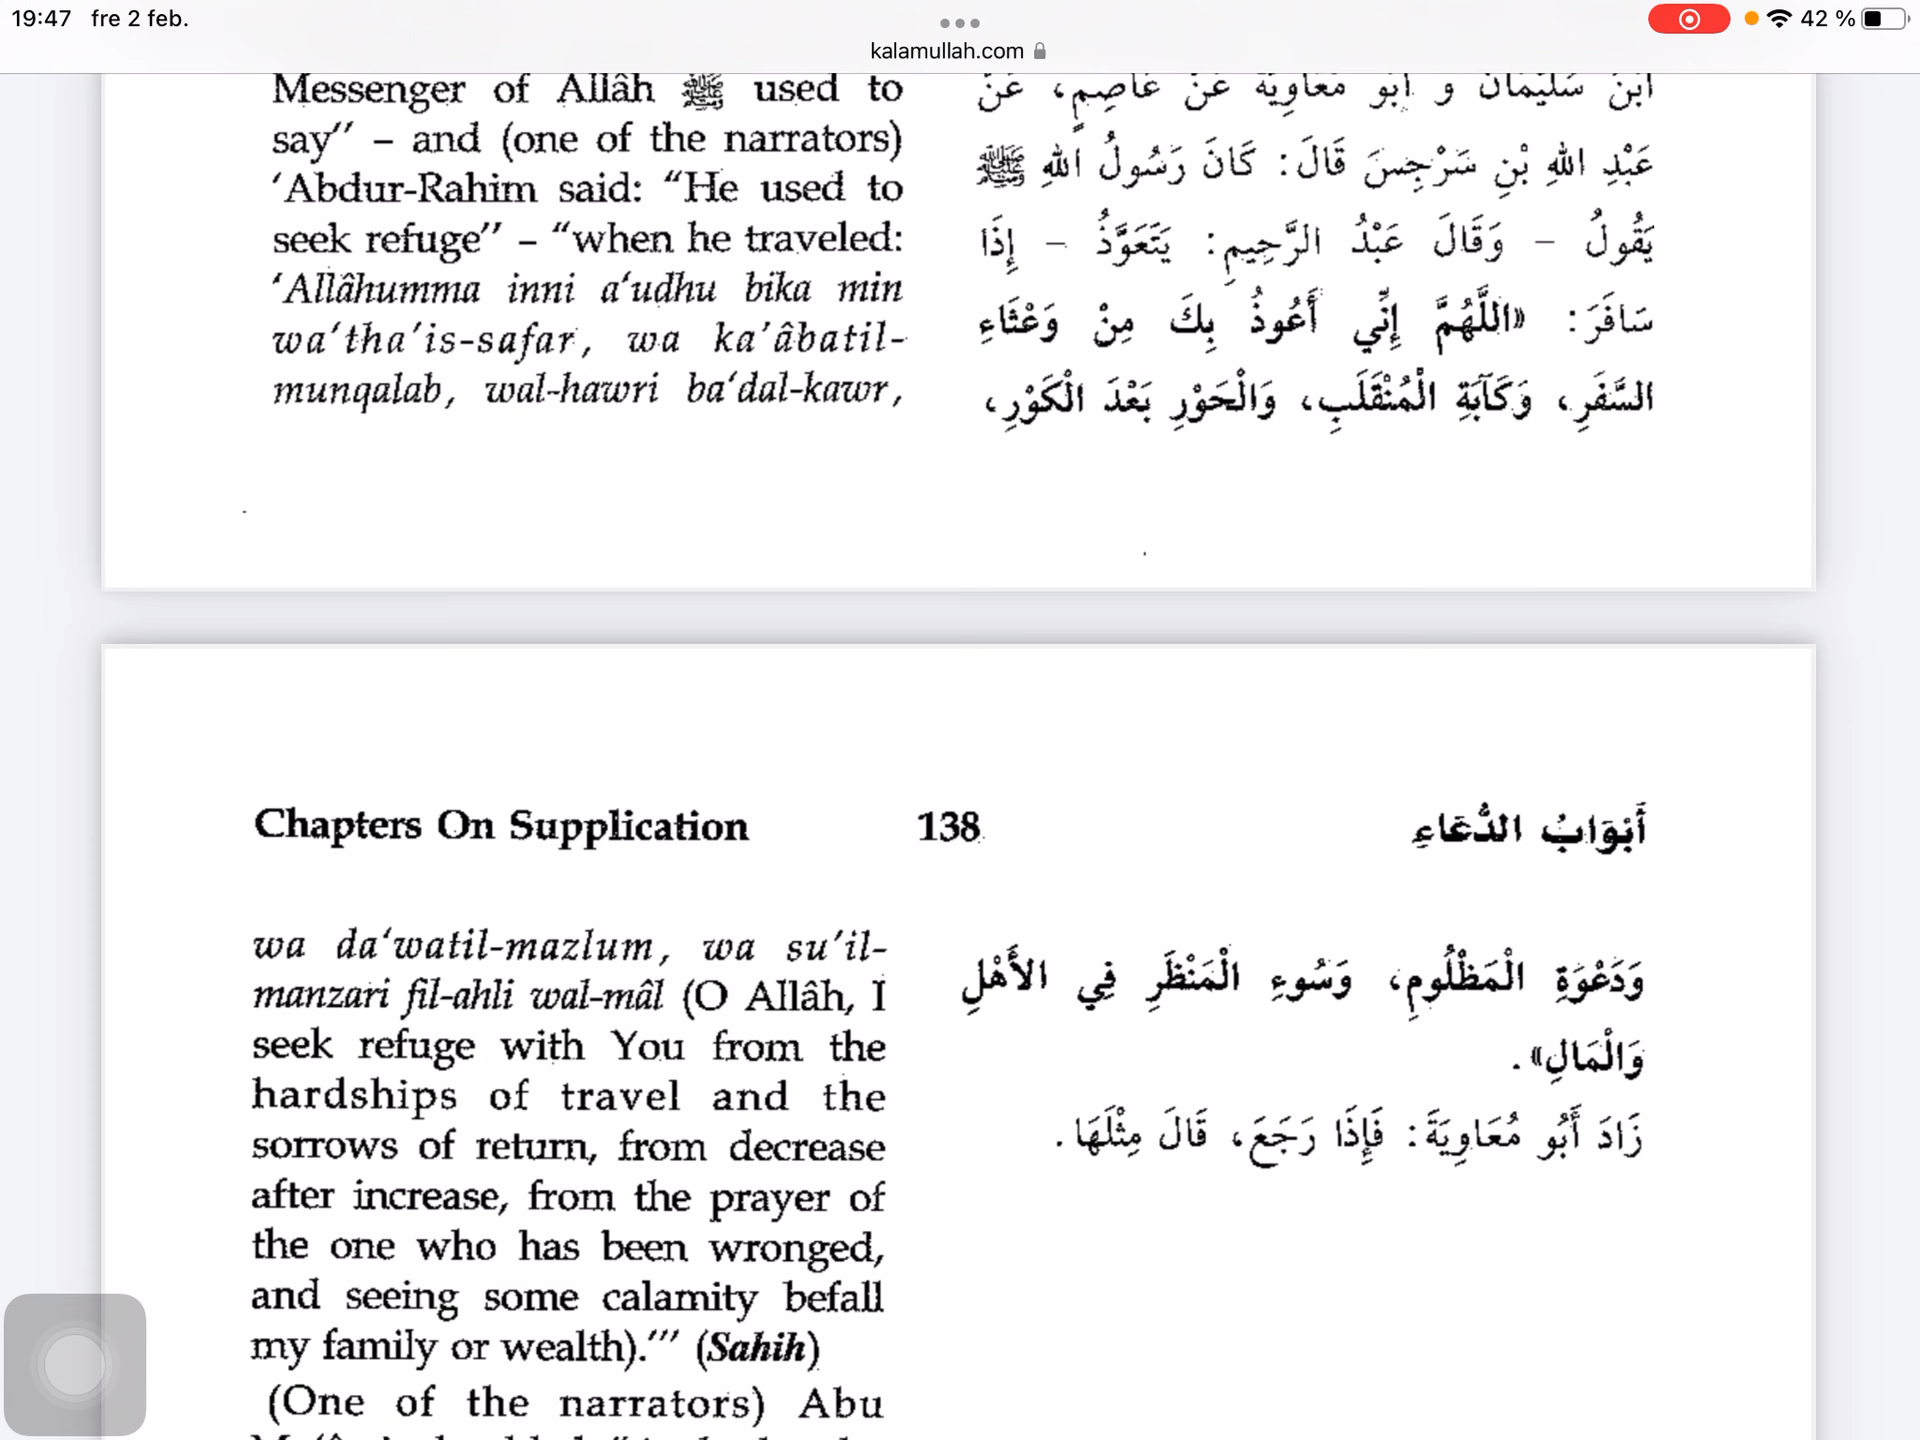 19:47 fre 2 feb.
42 %
kalamullah.com
Messenger of Allâh ﷺ used to
say” – and (one of the narrators)
‘Abdur-Rahim said: “He used to
seek refuge” – “when he traveled:
‘Allâhumma inni a‘udhu bika min
wa‘tha’is-safar, wa ka’âbatil-
munqalab, wal-hawri ba‘dal-kawr,
ابْنُ سُلَيْمَانَ وَ أَبُو مُعَاوِيَةَ عَنْ عَاصِمٍ، عَنْ
عَبْدِ اللهِ بْنِ سَرْجِسَ قَالَ: كَانَ رَسُولُ اللهِ ﷺ
يَقُولُ – وَقَالَ عَبْدُ الرَّحِيمِ: يَتَعَوَّذُ – إِذَا
سَافَرَ: «اللَّهُمَّ إِنِّي أَعُوذُ بِكَ مِنْ وَعْثَاءِ
السَّفَرِ، وَكَآبَةِ الْمُنْقَلَبِ، وَالْحَوْرِ بَعْدَ الْكَوْرِ،
Chapters On Supplication 138 أَبْوَابُ الدُّعَاءِ
wa da‘watil-mazlum, wa su’il-
manzari fil-ahli wal-mâl (O Allâh, I
seek refuge with You from the
hardships of travel and the
sorrows of return, from decrease
after increase, from the prayer of
the one who has been wronged,
and seeing some calamity befall
my family or wealth).’” (Sahih)
(One of the narrators) Abu
وَدَعْوَةِ الْمَظْلُومِ، وَسُوءِ الْمَنْظَرِ فِي الأَهْلِ
وَالْمَالِ».
زَادَ أَبُو مُعَاوِيَةَ: فَإِذَا رَجَعَ، قَالَ مِثْلَهَا.